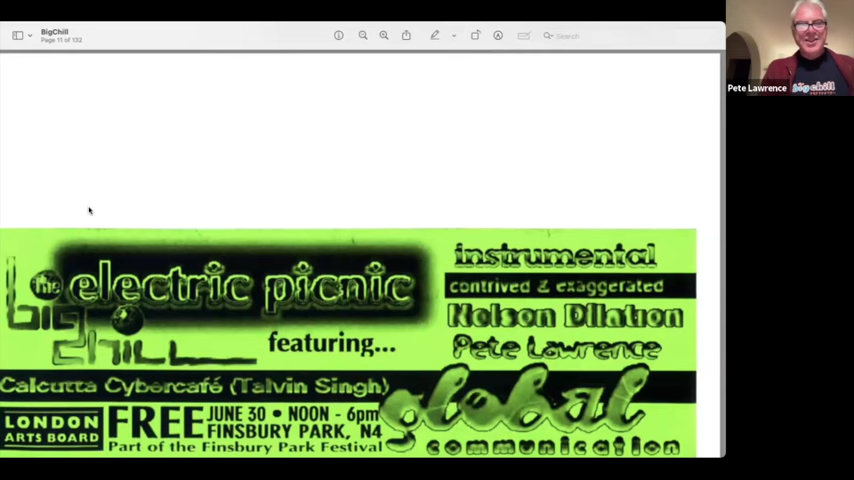 BigChill
Page 11 of 132
Search
Pete Lawrence
big chill
the electric picnic
big chill
featuring...
Calcutta Cybercafé (Talvin Singh)
LONDON
ARTS BOARD
FREE
JUNE 30 • NOON - 6pm
FINSBURY PARK, N4
Part of the Finsbury Park Festival
instrumental
contrived & exaggerated
Nelson Dilation
Pete Lawrence
global
communication